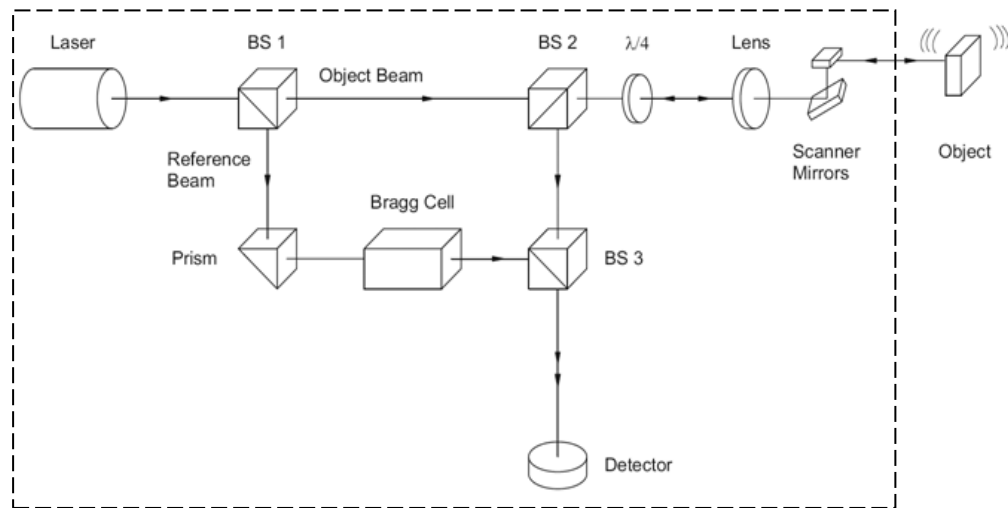 Laser
BS 1
BS 2
λ/4
Lens
Object Beam
Reference
Beam
Scanner
Mirrors
Object
Bragg Cell
Prism
BS 3
Detector